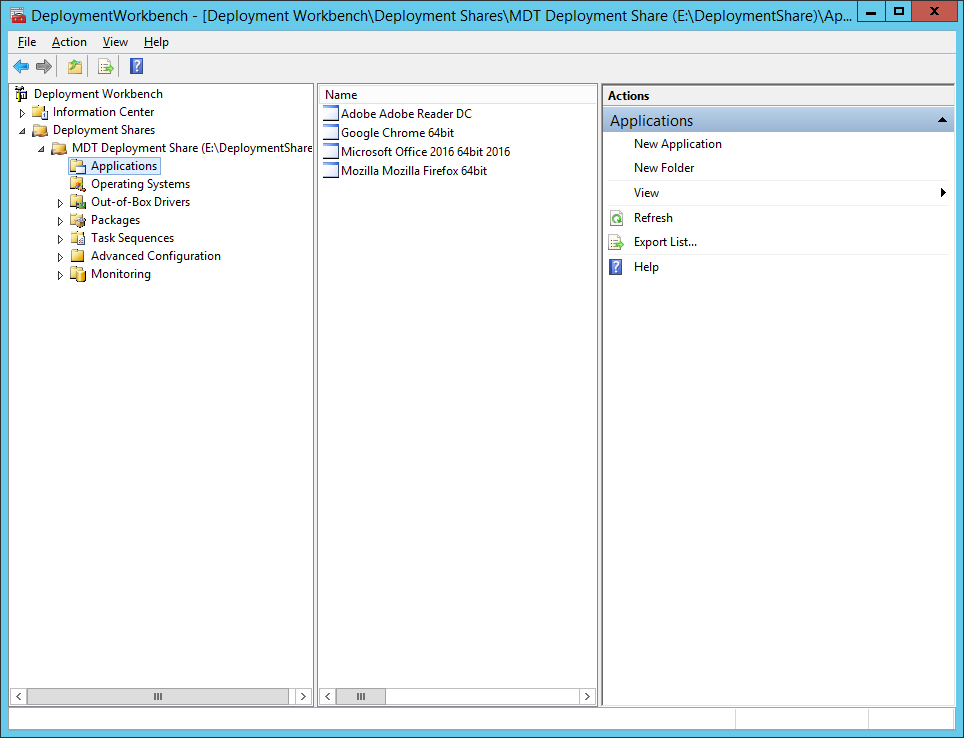 DeploymentWorkbench - [Deployment Workbench\Deployment Shares\MDT Deployment Share (E:\DeploymentShare)\Ap...
File Action View Help
Deployment Workbench
Information Center
Deployment Shares
MDT Deployment Share (E:\DeploymentShare
Applications
Operating Systems
Out-of-Box Drivers
Packages
Task Sequences
Advanced Configuration
Monitoring
Name
Adobe Adobe Reader DC
Google Chrome 64bit
Microsoft Office 2016 64bit 2016
Mozilla Mozilla Firefox 64bit
Actions
Applications
New Application
New Folder
View
Refresh
Export List...
Help